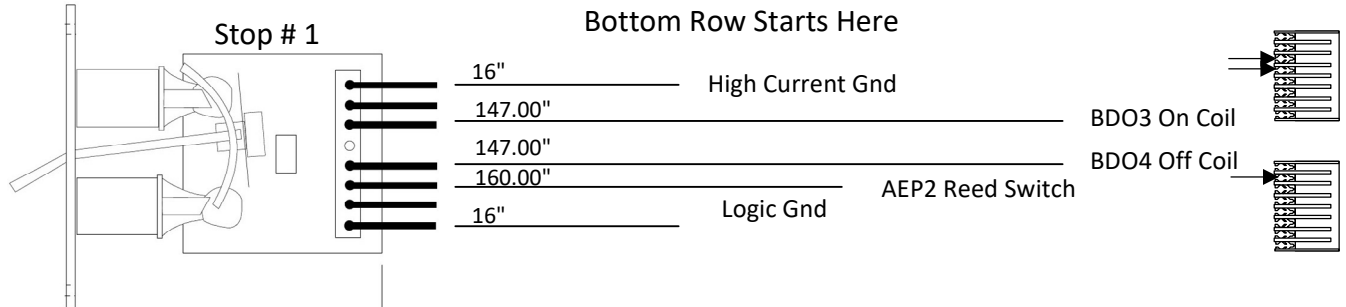 Bottom Row Starts Here
Stop # 1
16"
High Current Gnd
147.00"
BDO3 On Coil
147.00"
BDO4 Off Coil
160.00"
AEP2 Reed Switch
Logic Gnd
16"